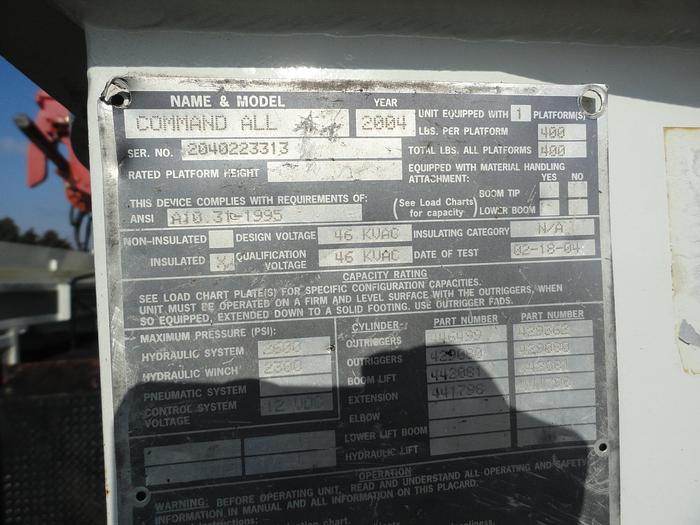 NAME & MODEL YEAR UNIT EQUIPPED WITH 1 PLATFORM(S)
COMMAND ALL 2004 LBS. PER PLATFORM 400
SER. NO. 2040223313 TOTAL LBS. ALL PLATFORMS 400
RATED PLATFORM HEIGHT EQUIPPED WITH MATERIAL HANDLING
ATTACHMENT: YES NO
THIS DEVICE COMPLIES WITH REQUIREMENTS OF: (See Load Charts BOOM TIP
ANSI A10.31-1995 for capacity) LOWER BOOM
NON-INSULATED DESIGN VOLTAGE 46 KVAC INSULATING CATEGORY N/A
INSULATED X QUALIFICATION VOLTAGE 46 KVAC DATE OF TEST 02-18-04
CAPACITY RATING
SEE LOAD CHART PLATE(S) FOR SPECIFIC CONFIGURATION CAPACITIES.
UNIT MUST BE OPERATED ON A FIRM AND LEVEL SURFACE WITH THE OUTRIGGERS, WHEN
SO EQUIPPED, EXTENDED DOWN TO A SOLID FOOTING. USE OUTRIGGER PADS.
MAXIMUM PRESSURE (PSI): CYLINDER: PART NUMBER PART NUMBER
HYDRAULIC SYSTEM OUTRIGGERS
HYDRAULIC WINCH 2300 OUTRIGGERS
PNEUMATIC SYSTEM BOOM LIFT 442081
CONTROL SYSTEM VOLTAGE 12 VDC EXTENSION 441796
ELBOW
LOWER LIFT BOOM
HYDRAULIC LIFT
OPERATION
WARNING: BEFORE OPERATING UNIT, READ AND UNDERSTAND ALL OPERATING AND SAFETY
INFORMATION IN MANUAL AND ALL INFORMATION ON THIS PLACARD.